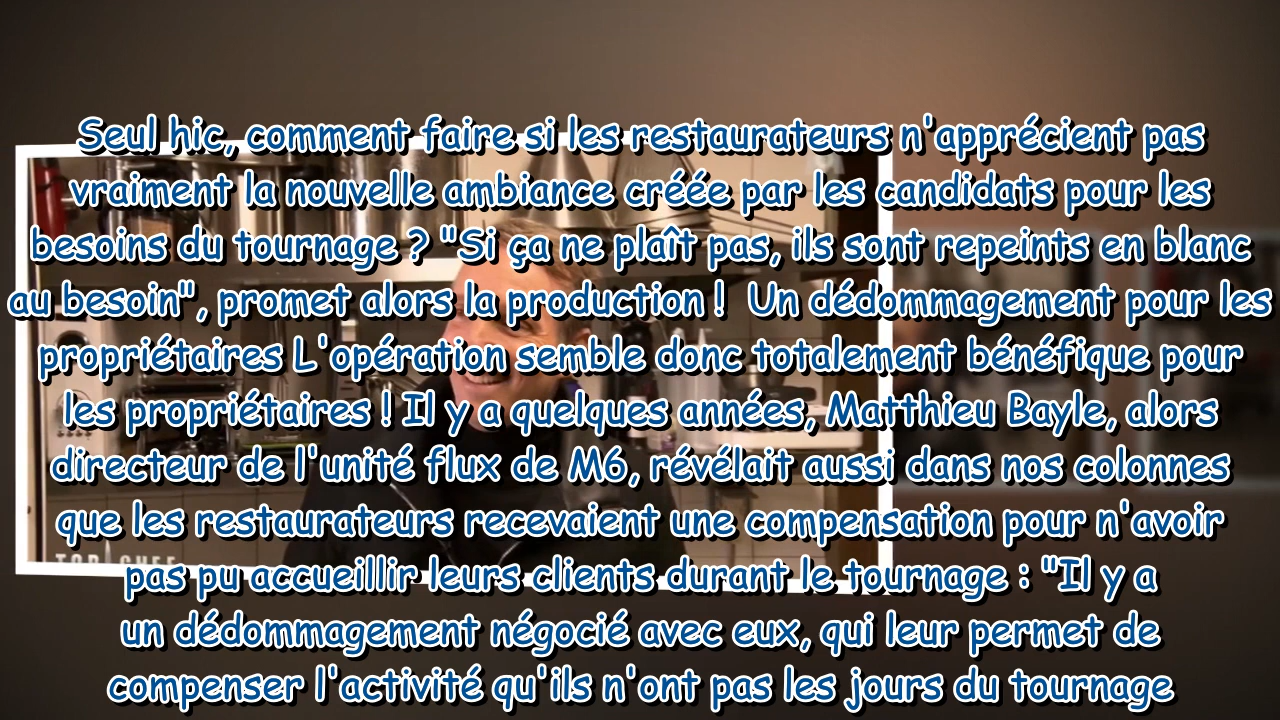 Seul hic, comment faire si les restaurateurs n'apprécient pas
vraiment la nouvelle ambiance créée par les candidats pour les
besoins du tournage ? "Si ça ne plaît pas, ils sont repeints en blanc
au besoin", promet alors la production !  Un dédommagement pour les
propriétaires L'opération semble donc totalement bénéfique pour
les propriétaires ! Il y a quelques années, Matthieu Bayle, alors
directeur de l'unité flux de M6, révélait aussi dans nos colonnes
que les restaurateurs recevaient une compensation pour n'avoir
pas pu accueillir leurs clients durant le tournage : "Il y a
un dédommagement négocié avec eux, qui leur permet de
compenser l'activité qu'ils n'ont pas les jours du tournage
TOP CHEF